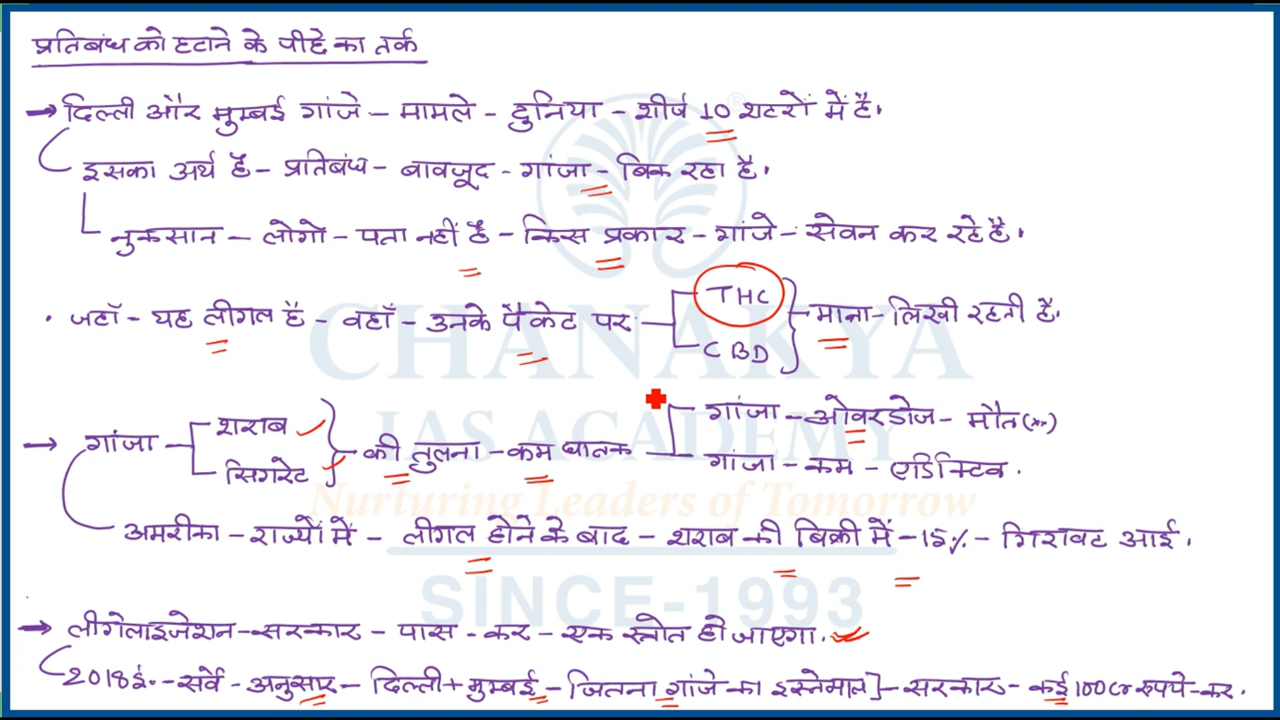 प्रतिबंध को हटाने के पीछे का तर्क
→ दिल्ली और मुम्बई गांजे – मामले - दुनिया - शीर्ष 10 शहरों में है.
इसका अर्थ है - प्रतिबंध - बावजूद - गांजा - बिक रहा है.
नुकसान – लोगो - पता नहीं है - किस प्रकार - गांजे - सेवन कर रहे है.
• जहाँ - यह लीगल है - वहाँ - उनके पैकेट पर
THC
CBD
मात्रा - लिखी रहती है.
→ गांजा
शराब
सिगरेट
की तुलना - कम घातक
गांजा - ओवरडोज - मौत (××)
गांजा - कम - एडिक्टिव.
अमरीका - राज्यों में - लीगल होने के बाद - शराब की बिक्री में - 15% - गिरावट आई.
→ लीगेलाइजेशन - सरकार - पास - कर - एक स्त्रोत हो जाएगा.
2018 ई. - सर्वे - अनुसार - दिल्ली + मुम्बई - जितना गांजे का इस्तेमाल] - सरकार - कई 100 cr रुपये - कर.
CHANAKYA
IAS ACADEMY
Nurturing Leaders of Tomorrow
SINCE-1993